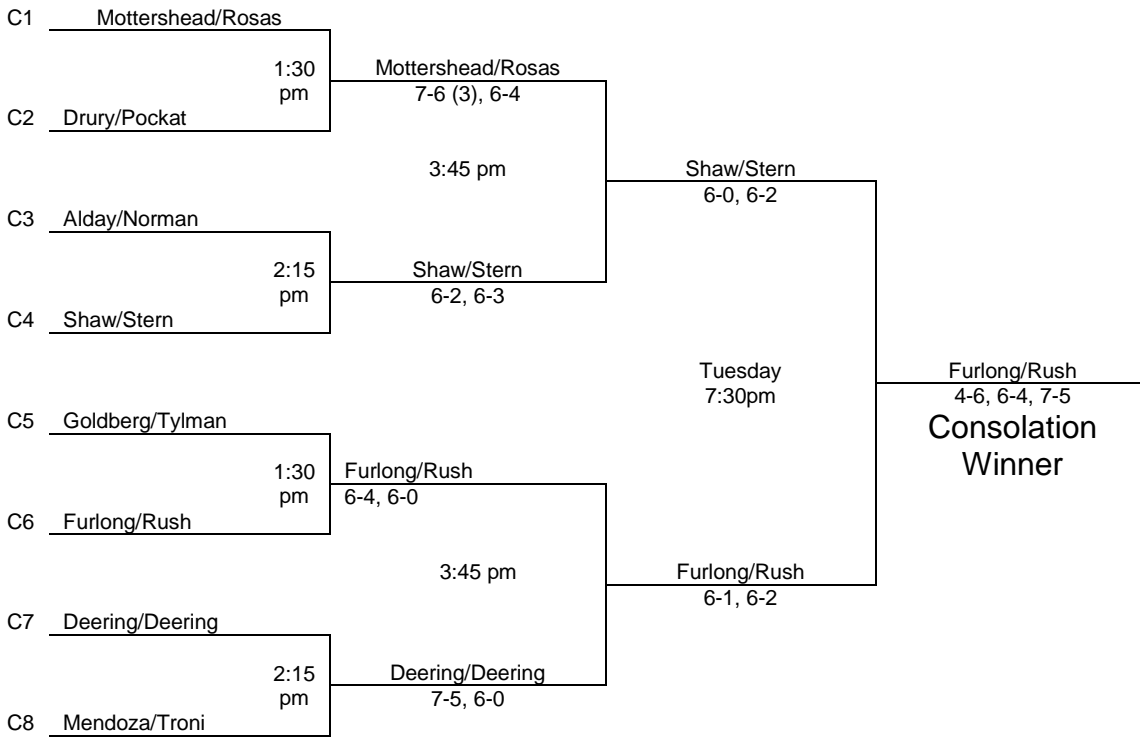 C1 Mottershead/Rosas
1:30
pm
Mottershead/Rosas
7-6 (3), 6-4
C2 Drury/Pockat
3:45 pm
Shaw/Stern
6-0, 6-2
C3 Alday/Norman
2:15
pm
Shaw/Stern
6-2, 6-3
C4 Shaw/Stern
Tuesday
7:30pm
Furlong/Rush
4-6, 6-4, 7-5
Consolation
Winner
C5 Goldberg/Tylman
1:30
pm
Furlong/Rush
6-4, 6-0
C6 Furlong/Rush
3:45 pm
Furlong/Rush
6-1, 6-2
C7 Deering/Deering
2:15
pm
Deering/Deering
7-5, 6-0
C8 Mendoza/Troni